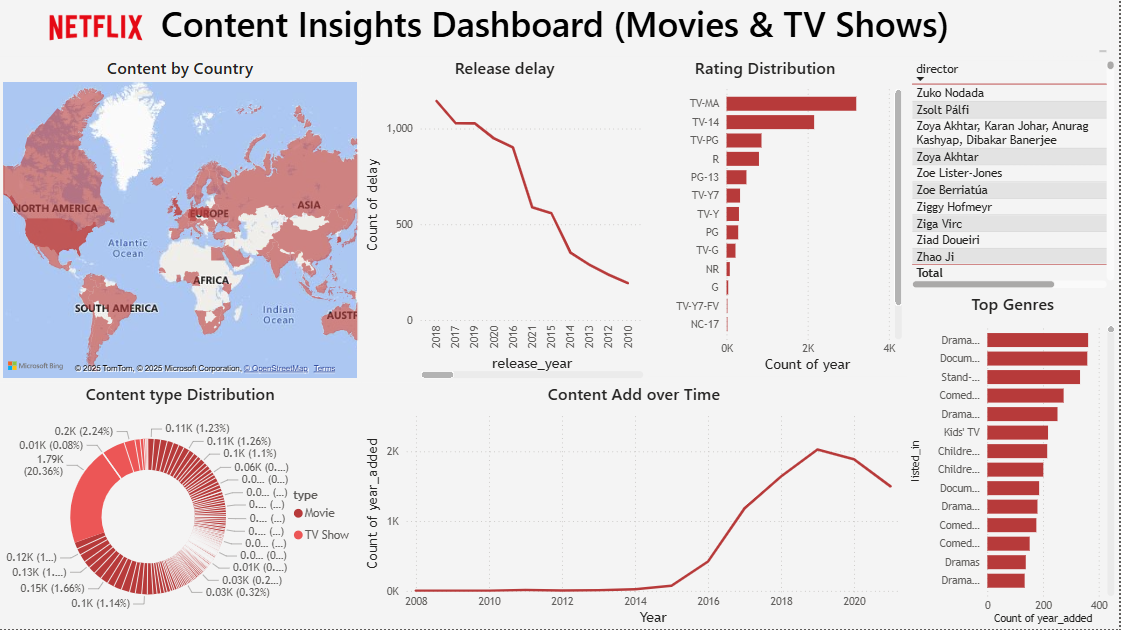 NETFLIX Content Insights Dashboard (Movies & TV Shows)
Content by Country
NORTH AMERICA
EUROPE
ASIA
Atlantic
Ocean
AFRICA
SOUTH AMERICA
Indian
Ocean
AUSTR
Microsoft Bing
© 2025 TomTom, © 2025 Microsoft Corporation, © OpenStreetMap Terms
Release delay
Count of delay
1,000
500
0
2018 2017 2019 2020 2016 2021 2015 2014 2013 2012 2010
release_year
Rating Distribution
TV-MA
TV-14
TV-PG
R
PG-13
TV-Y7
TV-Y
PG
TV-G
NR
G
TV-Y7-FV
NC-17
0K 2K 4K
Count of year
director
Zuko Nodada
Zsolt Pálfi
Zoya Akhtar, Karan Johar, Anurag
Kashyap, Dibakar Banerjee
Zoya Akhtar
Zoe Lister-Jones
Zoe Berriatúa
Ziggy Hofmeyr
Ziga Virc
Ziad Doueiri
Zhao Ji
Total
Content type Distribution
0.2K (2.24%)
0.01K (0.08%)
1.79K
(20.36%)
0.12K (1...)
0.13K (1....)
0.15K (1.66%)
0.1K (1.14%)
0.11K (1.23%)
0.11K (1.26%)
0.1K (1.1%)
0.06K (0....)
0.0... (...)
0.0... (...)
0.... (...)
0.... (...)
0.0... (...)
0.0... (0...)
0.01K (0...)
0.03K (0.2...)
0.03K (0.32%)
type
Movie
TV Show
Content Add over Time
Count of year_added
2K
1K
0K
2008 2010 2012 2014 2016 2018 2020
Year
Top Genres
listed_in
Drama...
Docum...
Stand-...
Comed...
Drama...
Kids' TV
Childre...
Childre...
Docum...
Drama...
Comed...
Comed...
Dramas
Drama...
0 200 400
Count of year_added